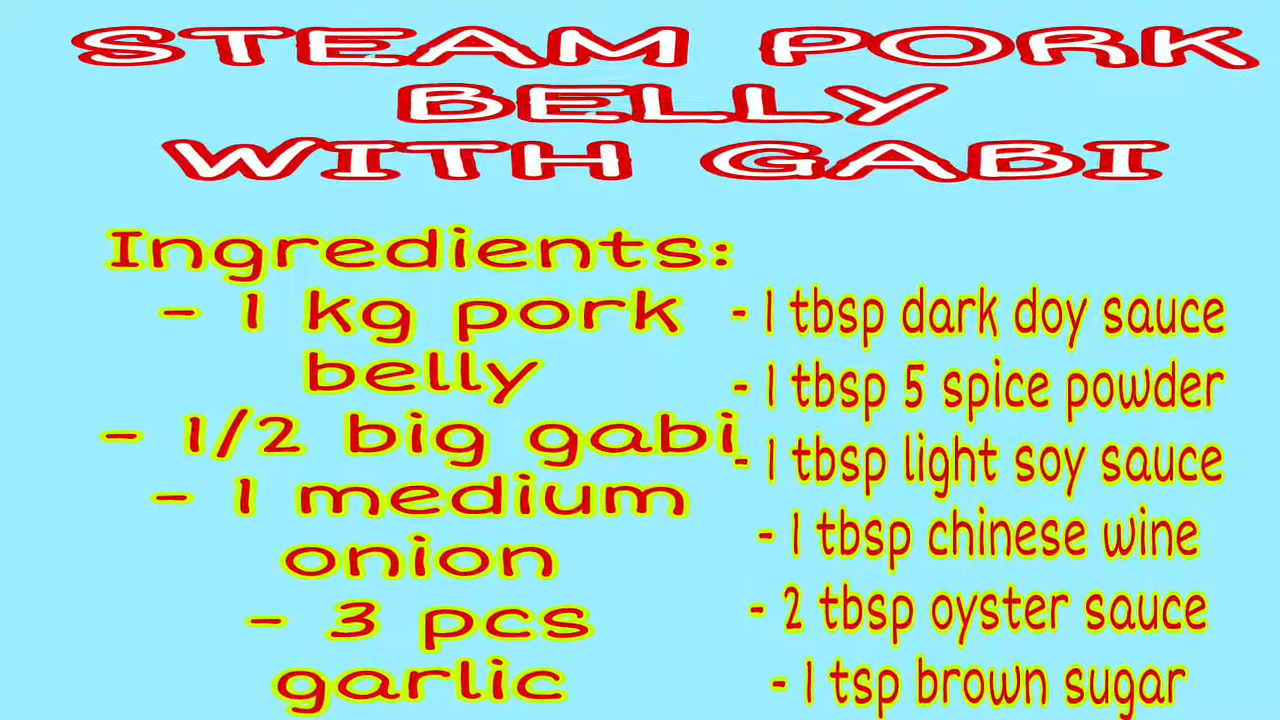 STEAM PORK
BELLY
WITH GABI
Ingredients:
- 1 kg pork
belly
- 1/2 big gabi
- 1 medium
onion
- 3 pcs
garlic
- 1 tbsp dark doy sauce
- 1 tbsp 5 spice powder
- 1 tbsp light soy sauce
- 1 tbsp chinese wine
- 2 tbsp oyster sauce
- 1 tsp brown sugar